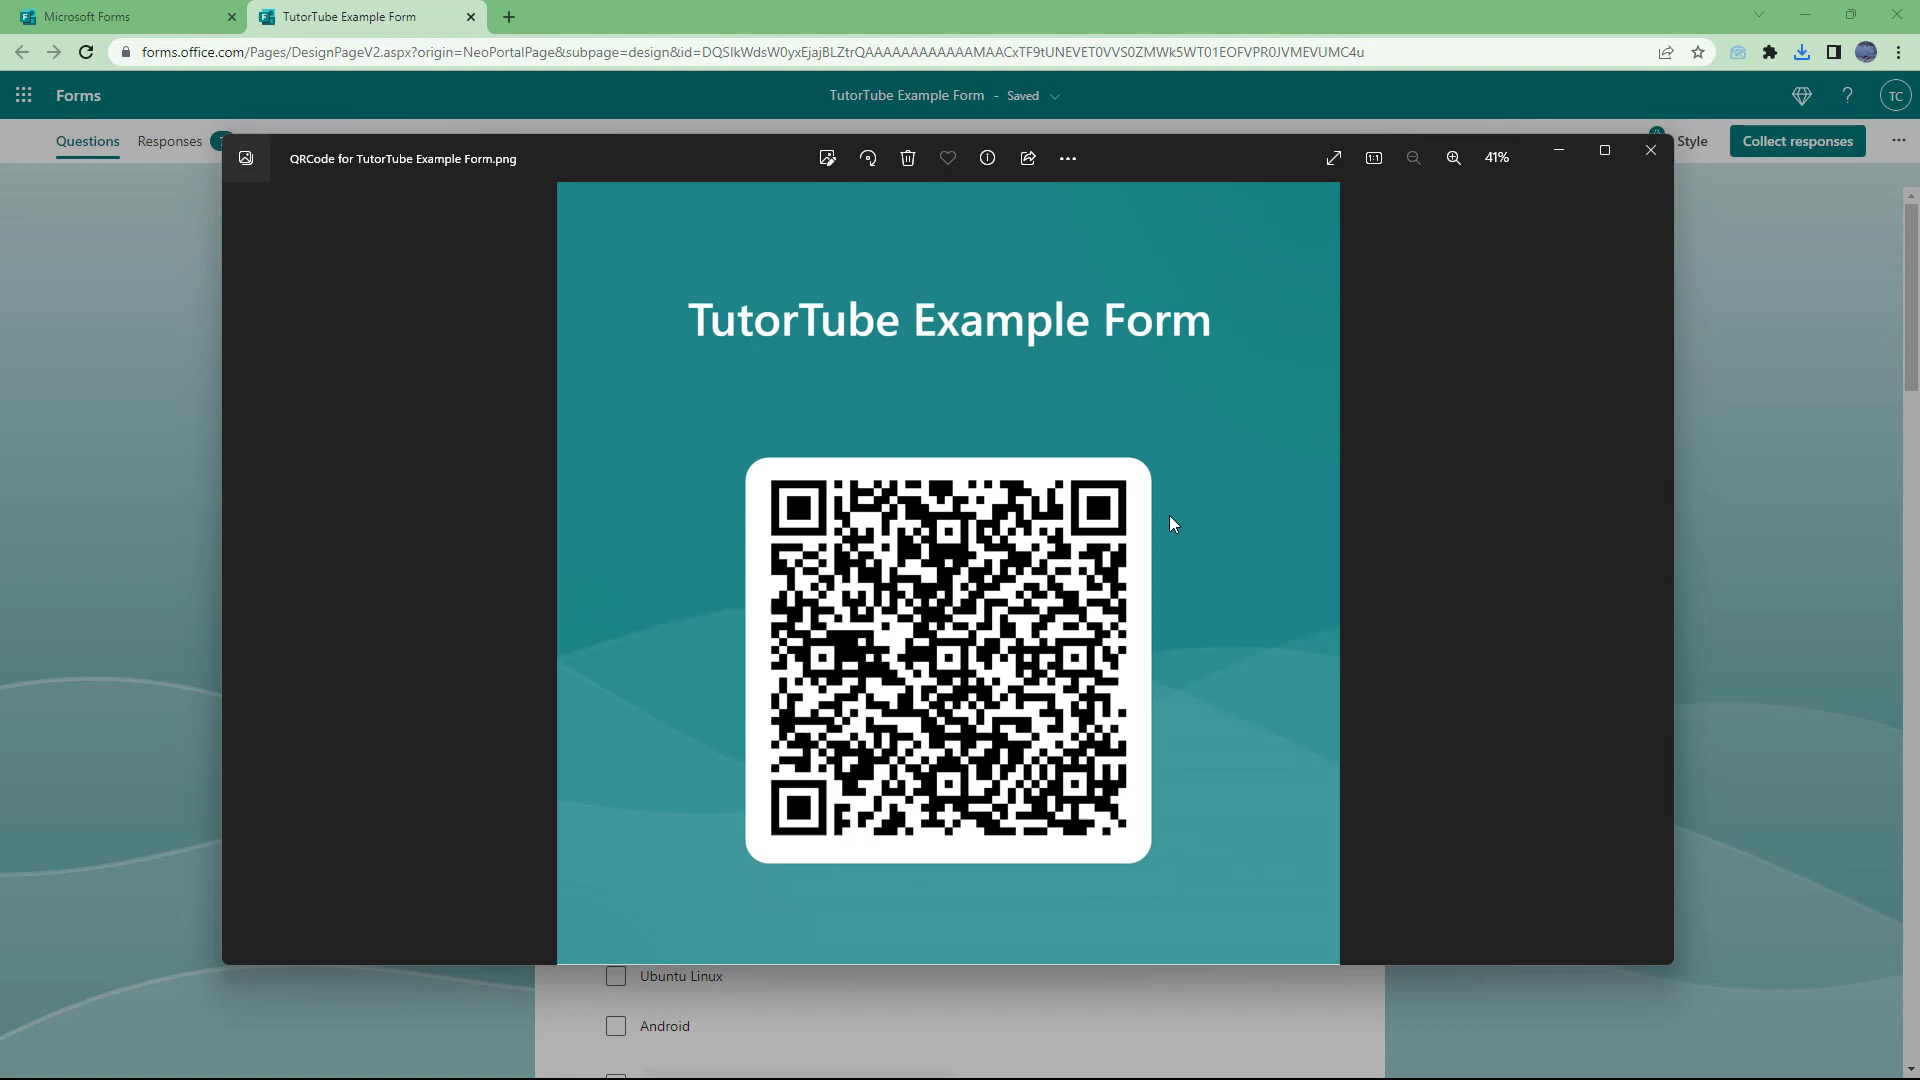 Microsoft Forms
TutorTube Example Form
forms.office.com/Pages/DesignPageV2.aspx?origin=NeoPortalPage&subpage=design&id=DQSIkWdsW0yxEjajBLZtrQAAAAAAAAAAAAMAACxTF9tUNEVET0VVS0ZMWk5WT01EOFVPR0JVMEVUMC4u
Forms
TutorTube Example Form - Saved
?
TC
Questions Responses
Style
Collect responses
QRCode for TutorTube Example Form.png
1:1
41%
TutorTube Example Form
Ubuntu Linux
Android